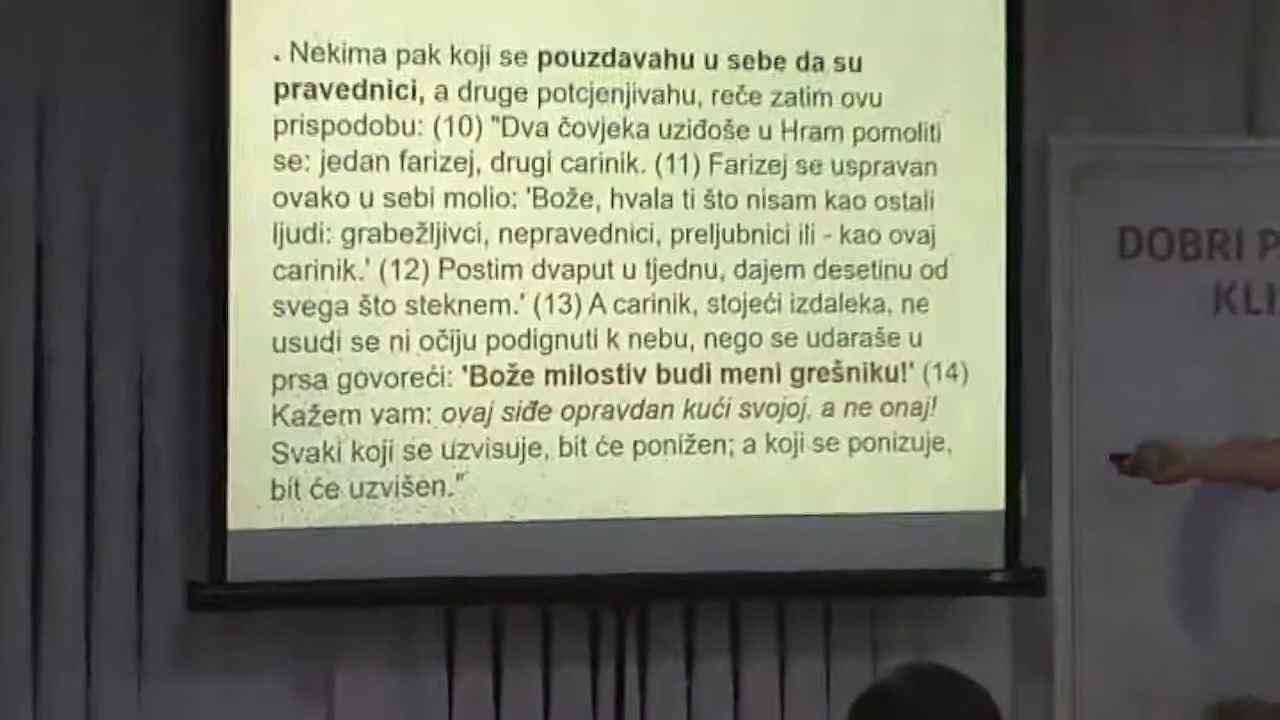 . Nekima pak koji se pouzdavahu u sebe da su
pravednici, a druge potcjenjivahu, reče zatim ovu
prispodobu: (10) "Dva čovjeka uziđoše u Hram pomoliti
se: jedan farizej, drugi carinik. (11) Farizej se uspravan
ovako u sebi molio: 'Bože, hvala ti što nisam kao ostali
ljudi: grabežljivci, nepravednici, preljubnici ili - kao ovaj
carinik.' (12) Postim dvaput u tjednu, dajem desetinu od
svega što steknem.' (13) A carinik, stojeći izdaleka, ne
usudi se ni očiju podignuti k nebu, nego se udaraše u
prsa govoreći: 'Bože milostiv budi meni grešniku!' (14)
Kažem vam: ovaj siđe opravdan kući svojoj, a ne onaj!
Svaki koji se uzvisuje, bit će ponižen; a koji se ponizuje,
bit će uzvišen."
DOBRI